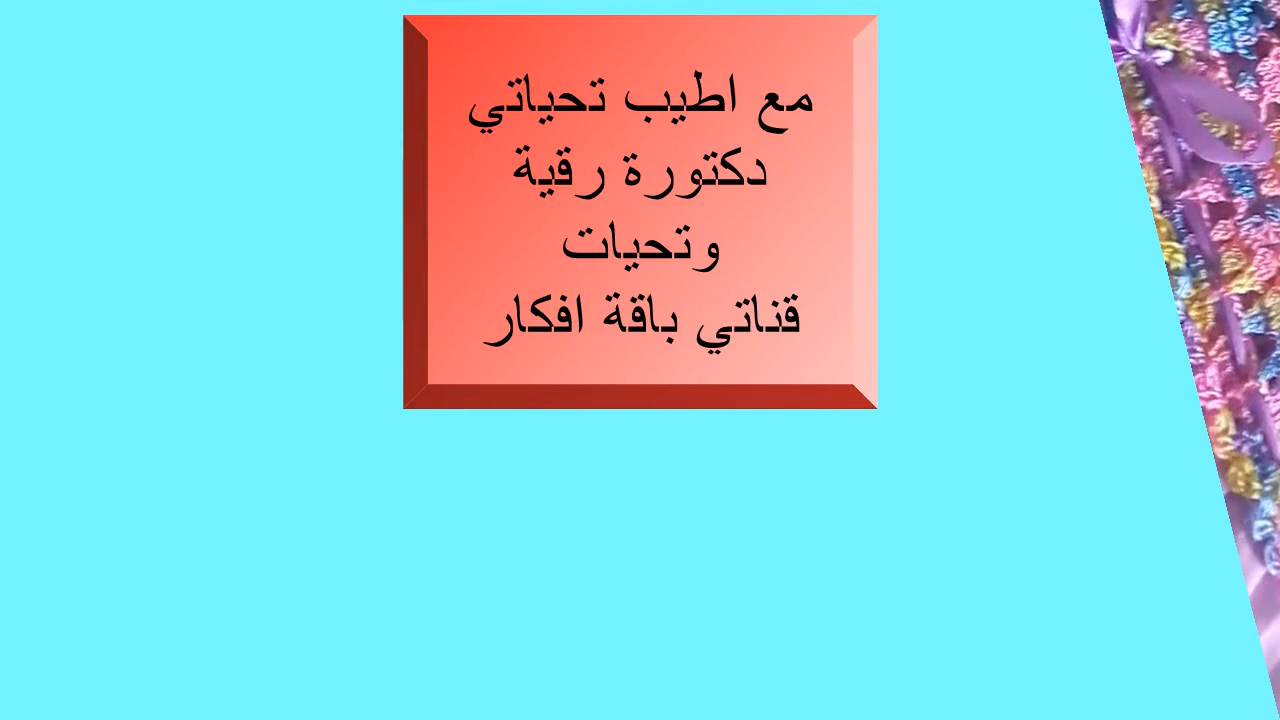 مع اطيب تحياتي
دكتورة رقية
وتحيات
قناتي باقة افكار